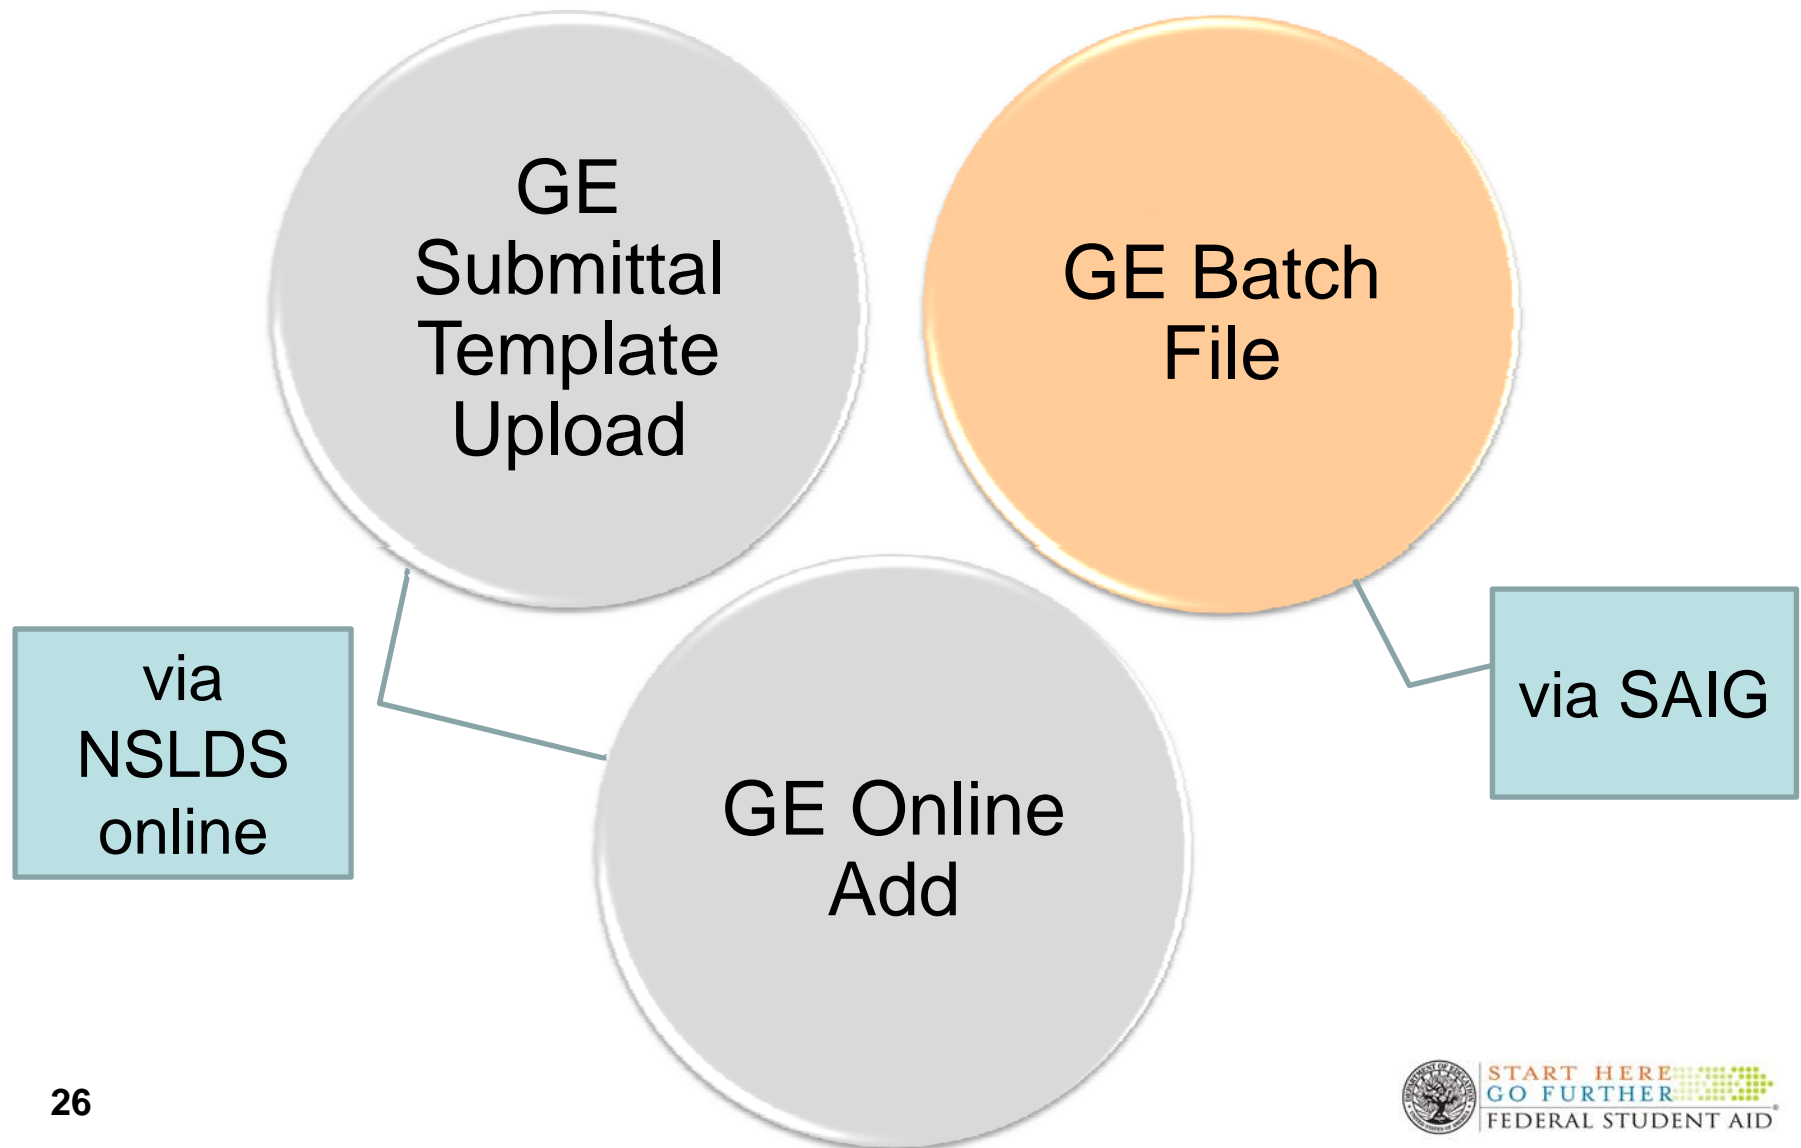 GE
Submittal
Template
Upload
GE Batch
File
via
NSLDS
online
via SAIG
GE Online
Add
26
START HERE
GO FURTHER
FEDERAL STUDENT AID